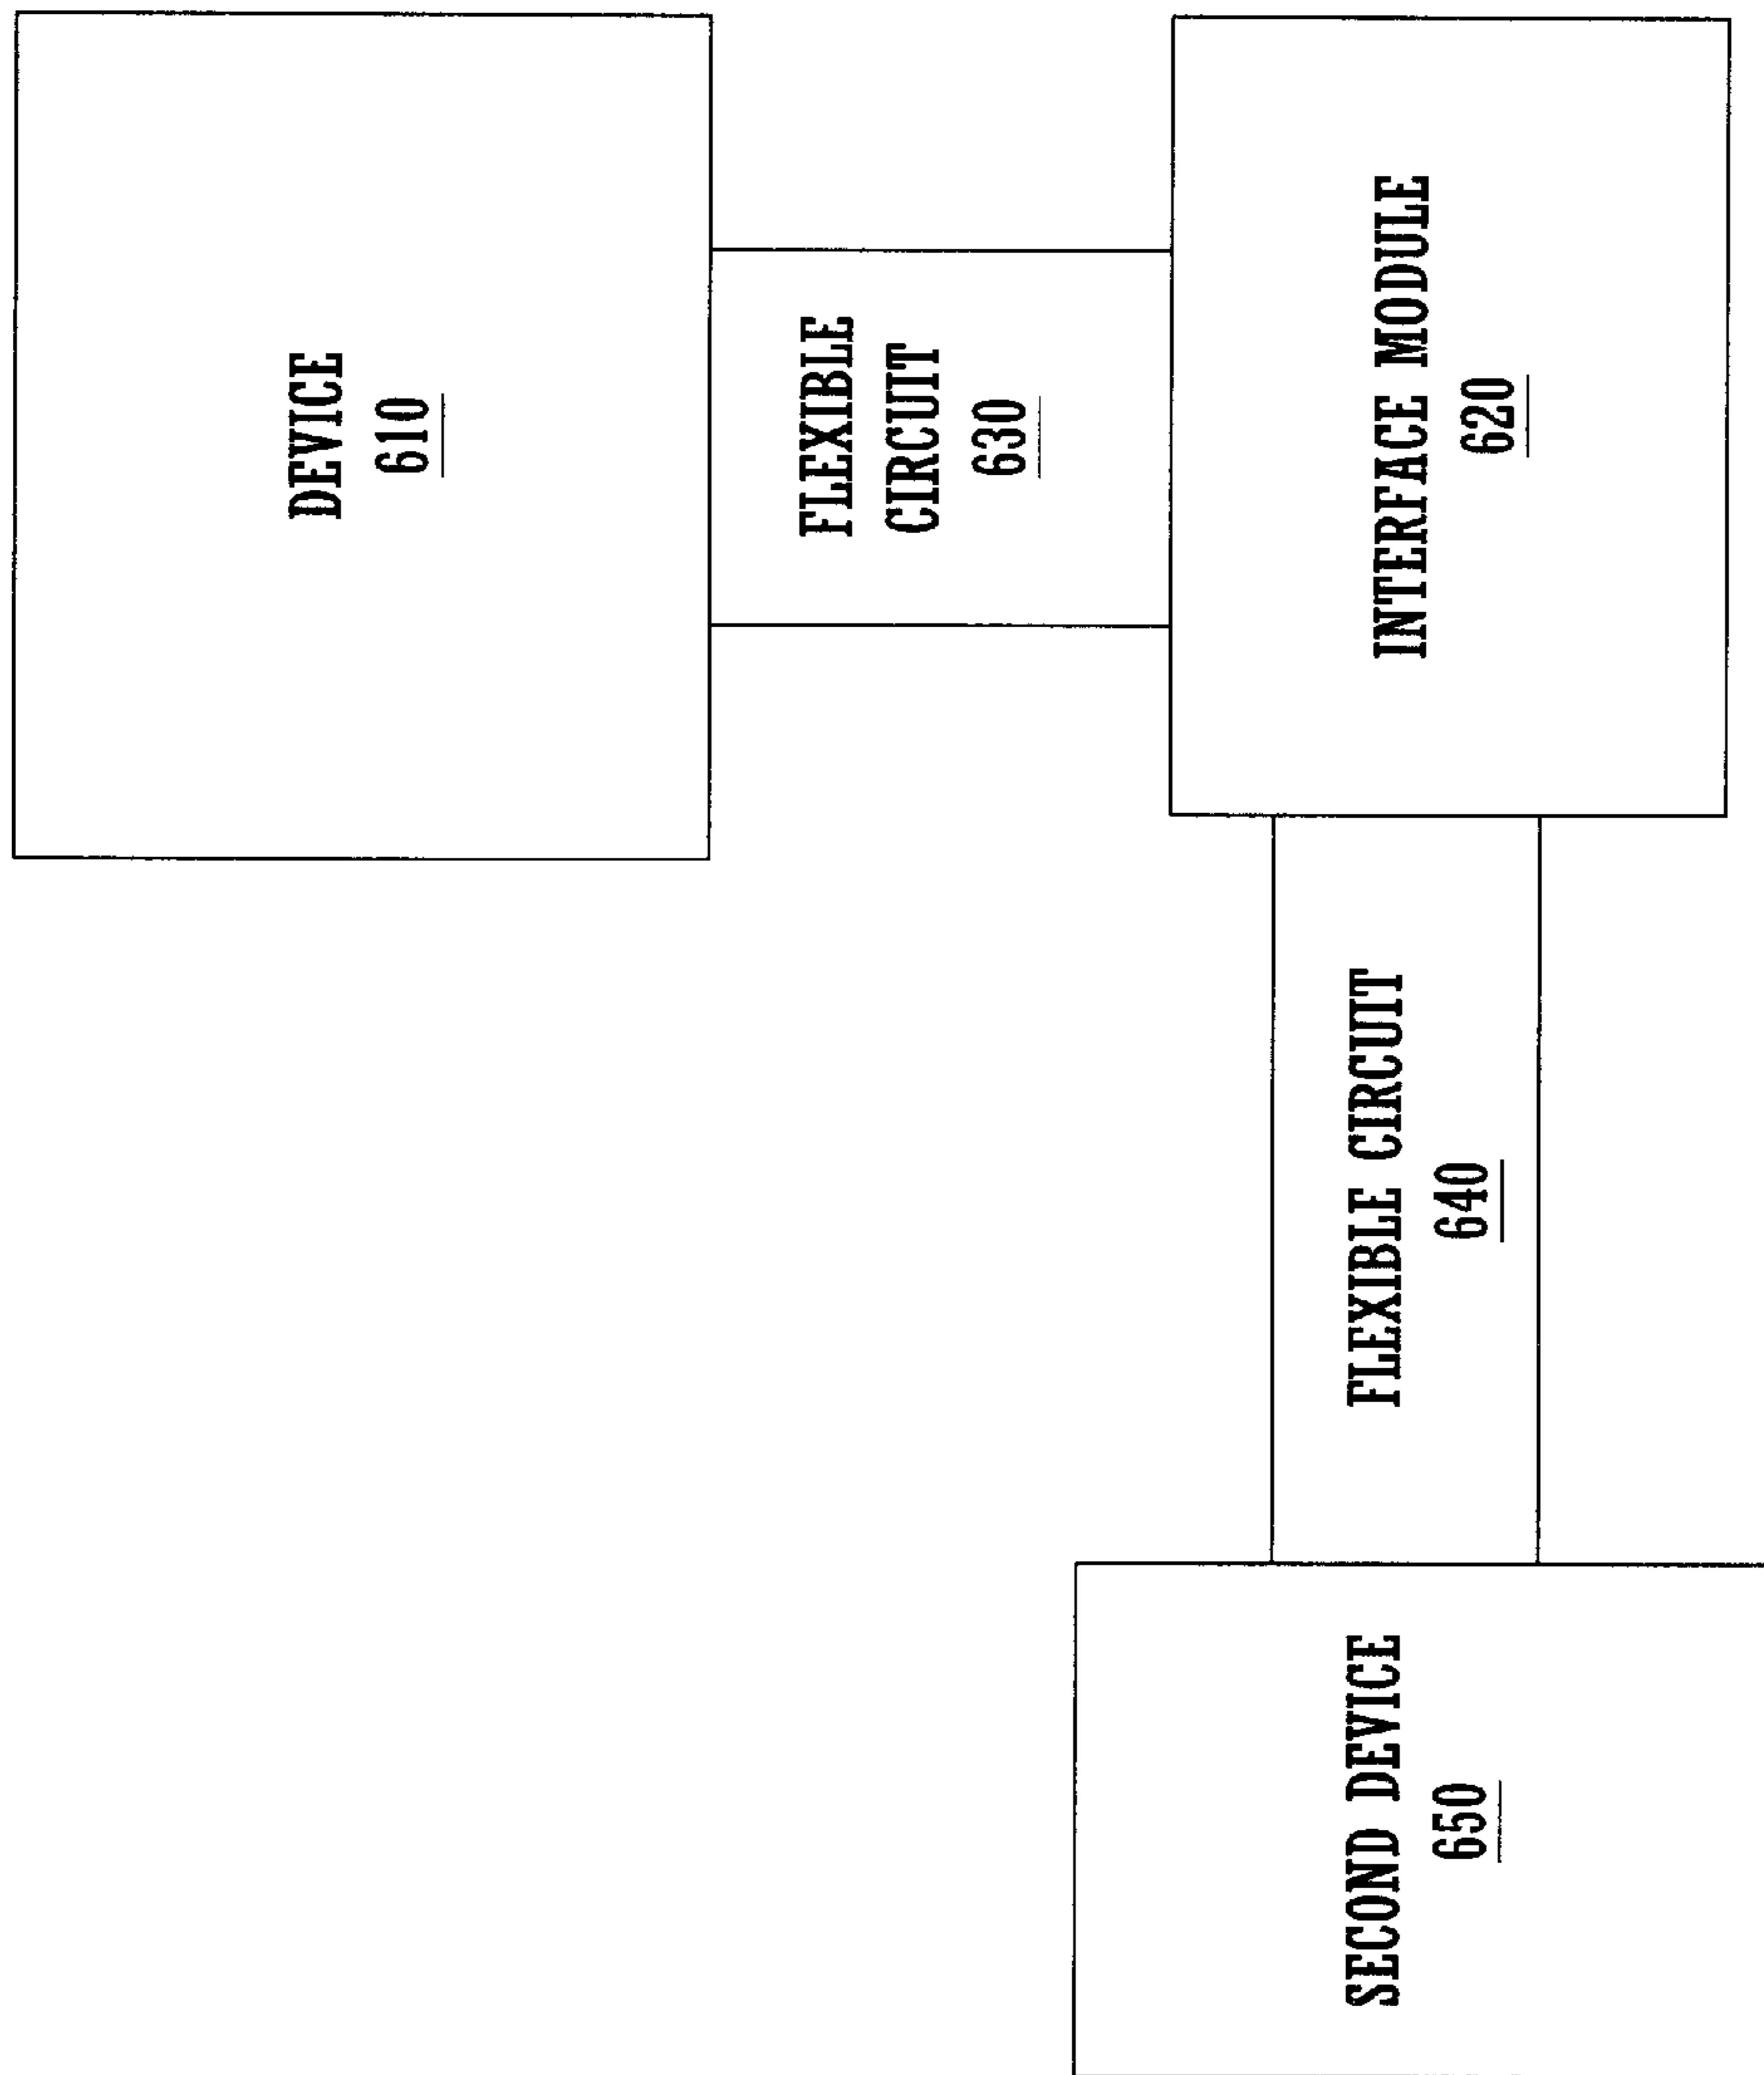 DEVICE
610
FLEXIBLE
CIRCUIT
630
INTERFACE MODULE
620
FLEXIBLE CIRCUIT
640
SECOND DEVICE
650